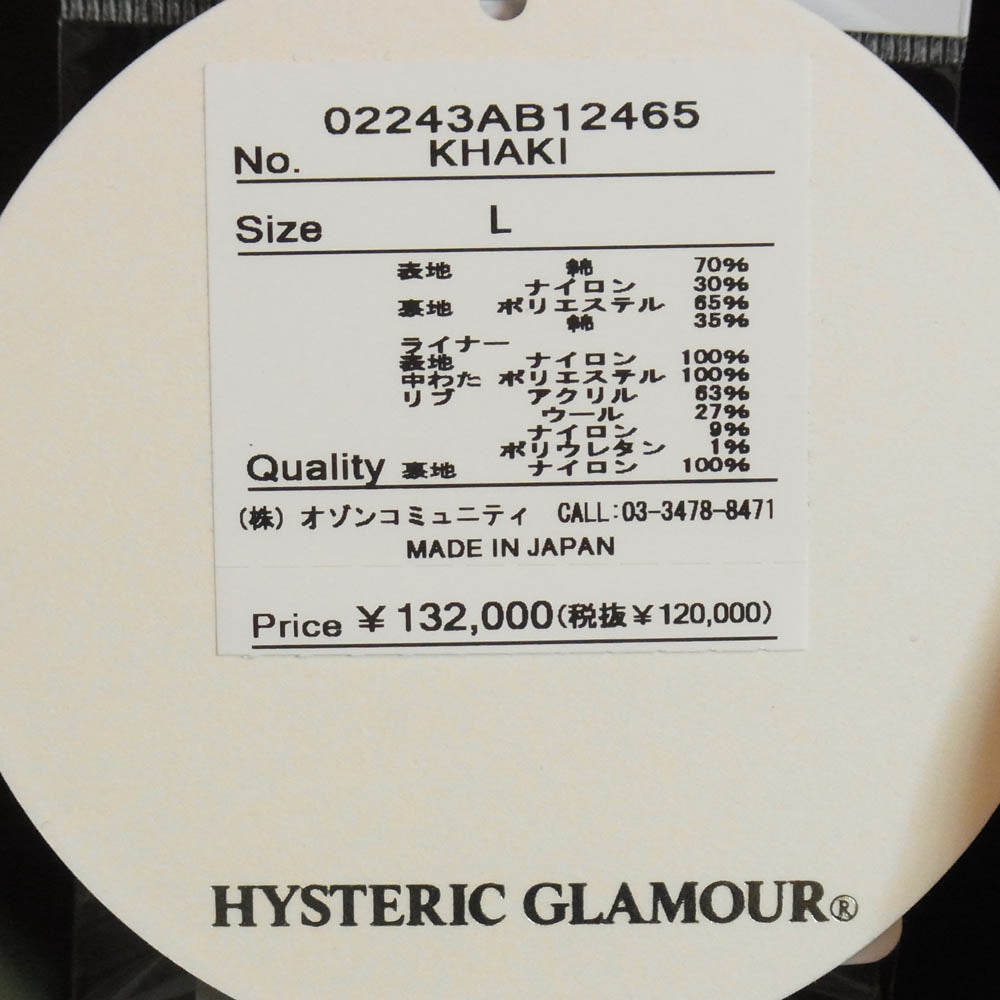 02243AB12465
No. KHAKI
Size L
表地 綿 70%
ナイロン 30%
裏地 ポリエステル 65%
綿 35%
ライナー
表地 ナイロン 100%
中わた ポリエステル 100%
リブ アクリル 63%
ウール 27%
ナイロン 9%
ポリウレタン 1%
Quality 裏地 ナイロン 100%
(株) オゾンコミュニティ CALL:03-3478-8471
MADE IN JAPAN
Price ¥132,000(税抜¥120,000)
HYSTERIC GLAMOUR®